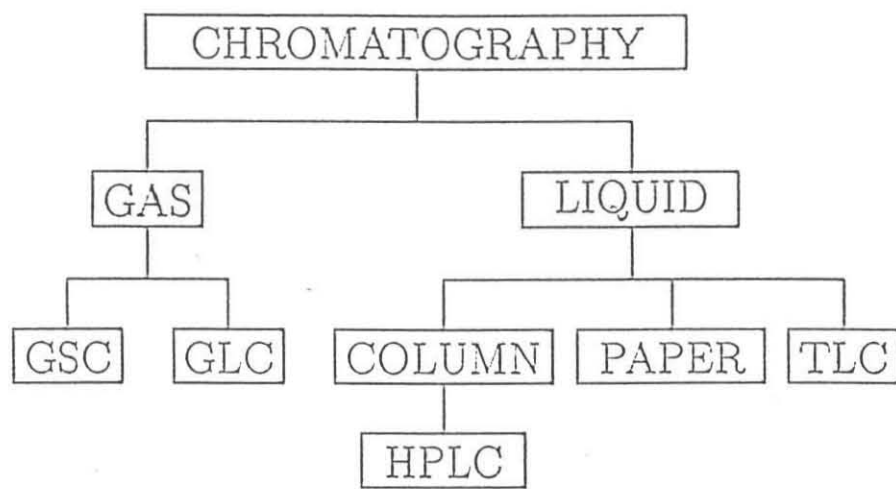 CHROMATOGRAPHY
GAS
LIQUID
GSC
GLC
COLUMN
PAPER
TLC
HPLC